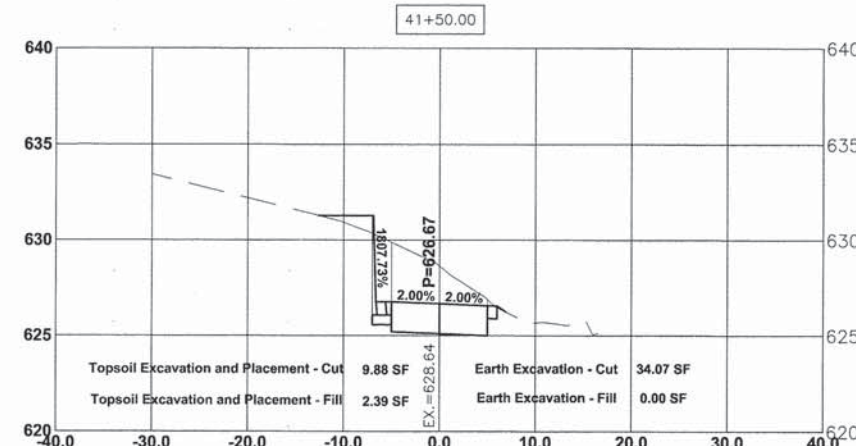 41+50.00
640 640
635 635
630 630
1807.73% P=626.67
2.00% 2.00%
625 625
Topsoil Excavation and Placement - Cut 9.88 SF EX.=628.64 Earth Excavation - Cut 34.07 SF
Topsoil Excavation and Placement - Fill 2.39 SF Earth Excavation - Fill 0.00 SF
620 620
-40.0 -30.0 -20.0 -10.0 0.0 10.0 20.0 30.0 40.0